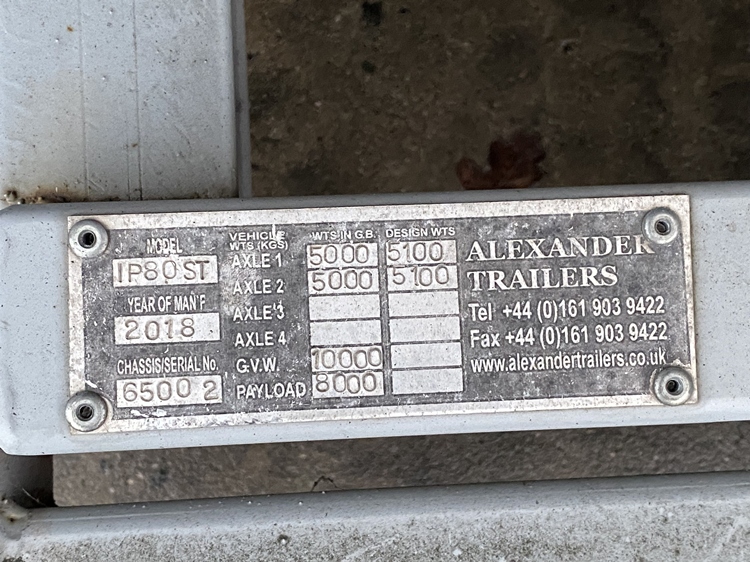 MODEL
IP80ST
YEAR OF MAN'F
2018
CHASSIS/SERIAL No.
6500 2
VEHICLE WTS (KGS) WTS IN G.B. DESIGN WTS
AXLE 1 5000 5100
AXLE 2 5000 5100
AXLE 3
AXLE 4
G.V.W. 10000
PAYLOAD 8000
ALEXANDER
TRAILERS
Tel +44 (0)161 903 9422
Fax +44 (0)161 903 9422
www.alexandertrailers.co.uk